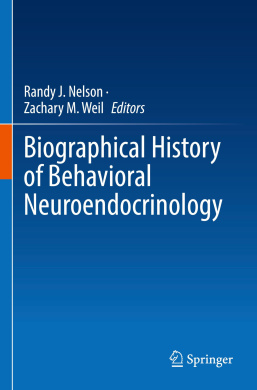 Randy J. Nelson ·
Zachary M. Weil Editors
Biographical History
of Behavioral
Neuroendocrinology
Springer